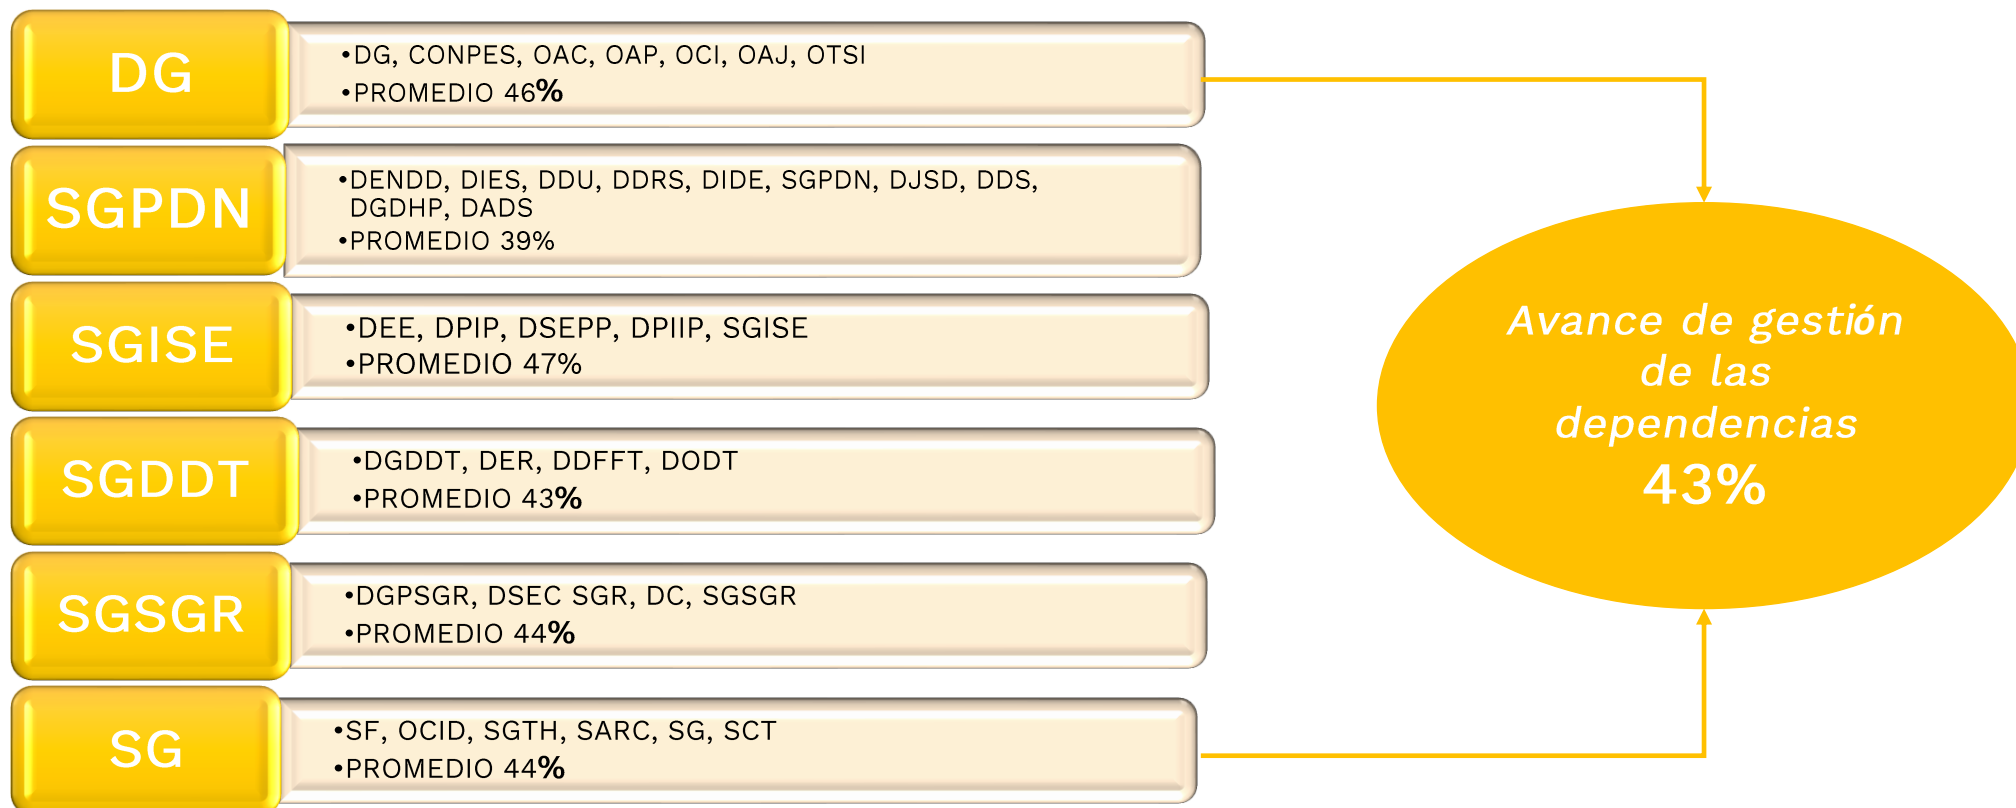 DG
•DG, CONPES, OAC, OAP, OCI, OAJ, OTSI
•PROMEDIO 46%
SGPDN
•DENDD, DIES, DDU, DDRS, DIDE, SGPDN, DJSD, DDS,
DGDHP, DADS
•PROMEDIO 39%
SGISE
•DEE, DPIP, DSEPP, DPIIP, SGISE
•PROMEDIO 47%
SGDDT
•DGDDT, DER, DDFFT, DODT
•PROMEDIO 43%
SGSGR
•DGPSGR, DSEC SGR, DC, SGSGR
•PROMEDIO 44%
SG
•SF, OCID, SGTH, SARC, SG, SCT
•PROMEDIO 44%
Avance de gestión
de las
dependencias
43%